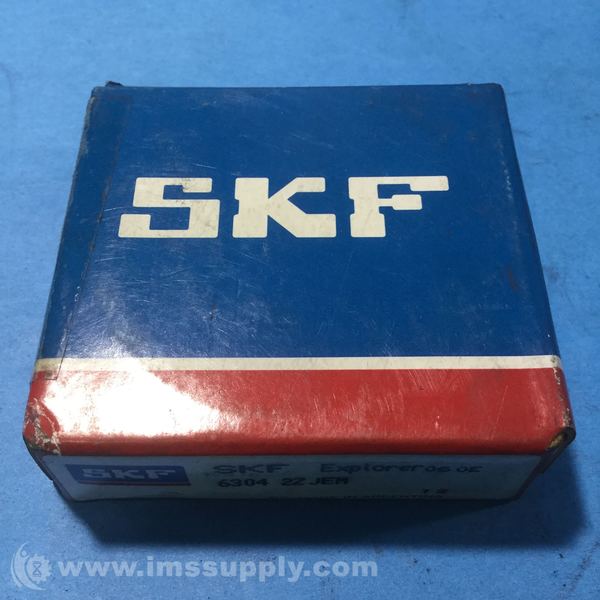 SKF
SKF
SKF Explorer
6304 2Z JEM
www.imssupply.com